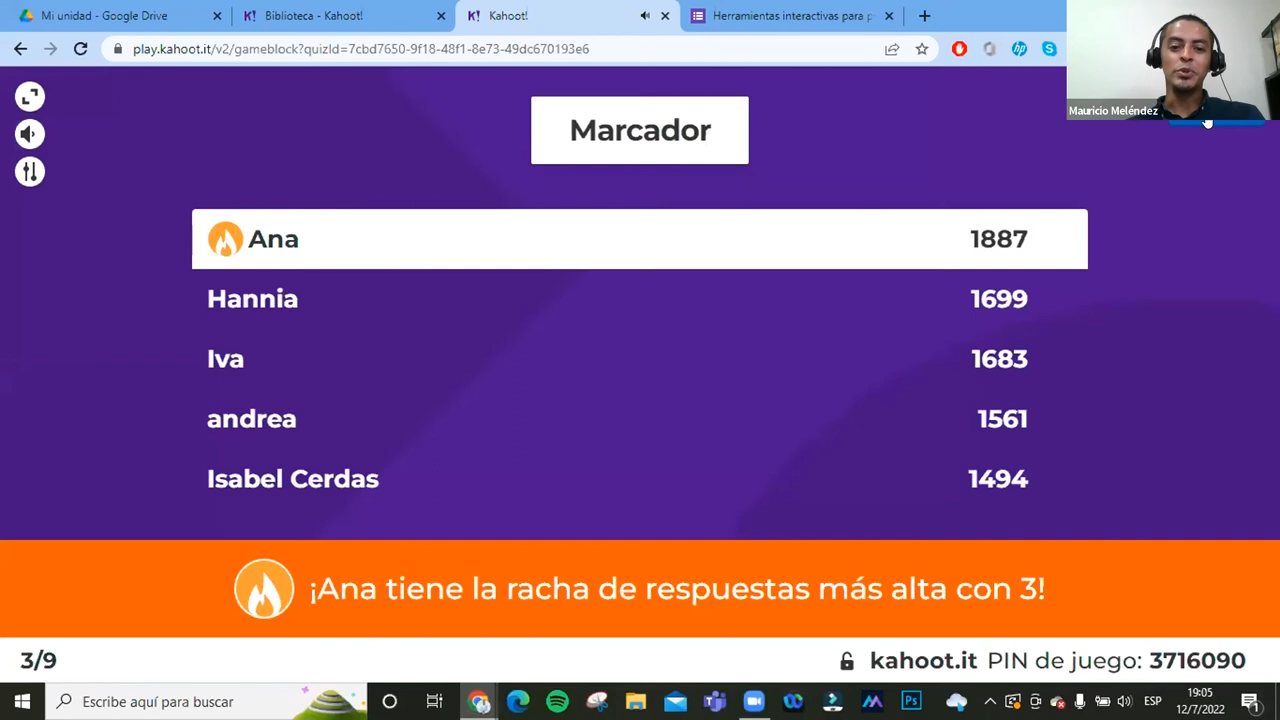 Mi unidad - Google Drive
Biblioteca - Kahoot!
Kahoot!
Herramientas interactivas para p
play.kahoot.it/v2/gameblock?quizId=7cbd7650-9f18-48f1-8e73-49dc670193e6
Mauricio Meléndez
Marcador
Ana 1887
Hannia 1699
Iva 1683
andrea 1561
Isabel Cerdas 1494
¡Ana tiene la racha de respuestas más alta con 3!
3/9
kahoot.it PIN de juego: 3716090
Escribe aquí para buscar
ESP
19:05
12/7/2022